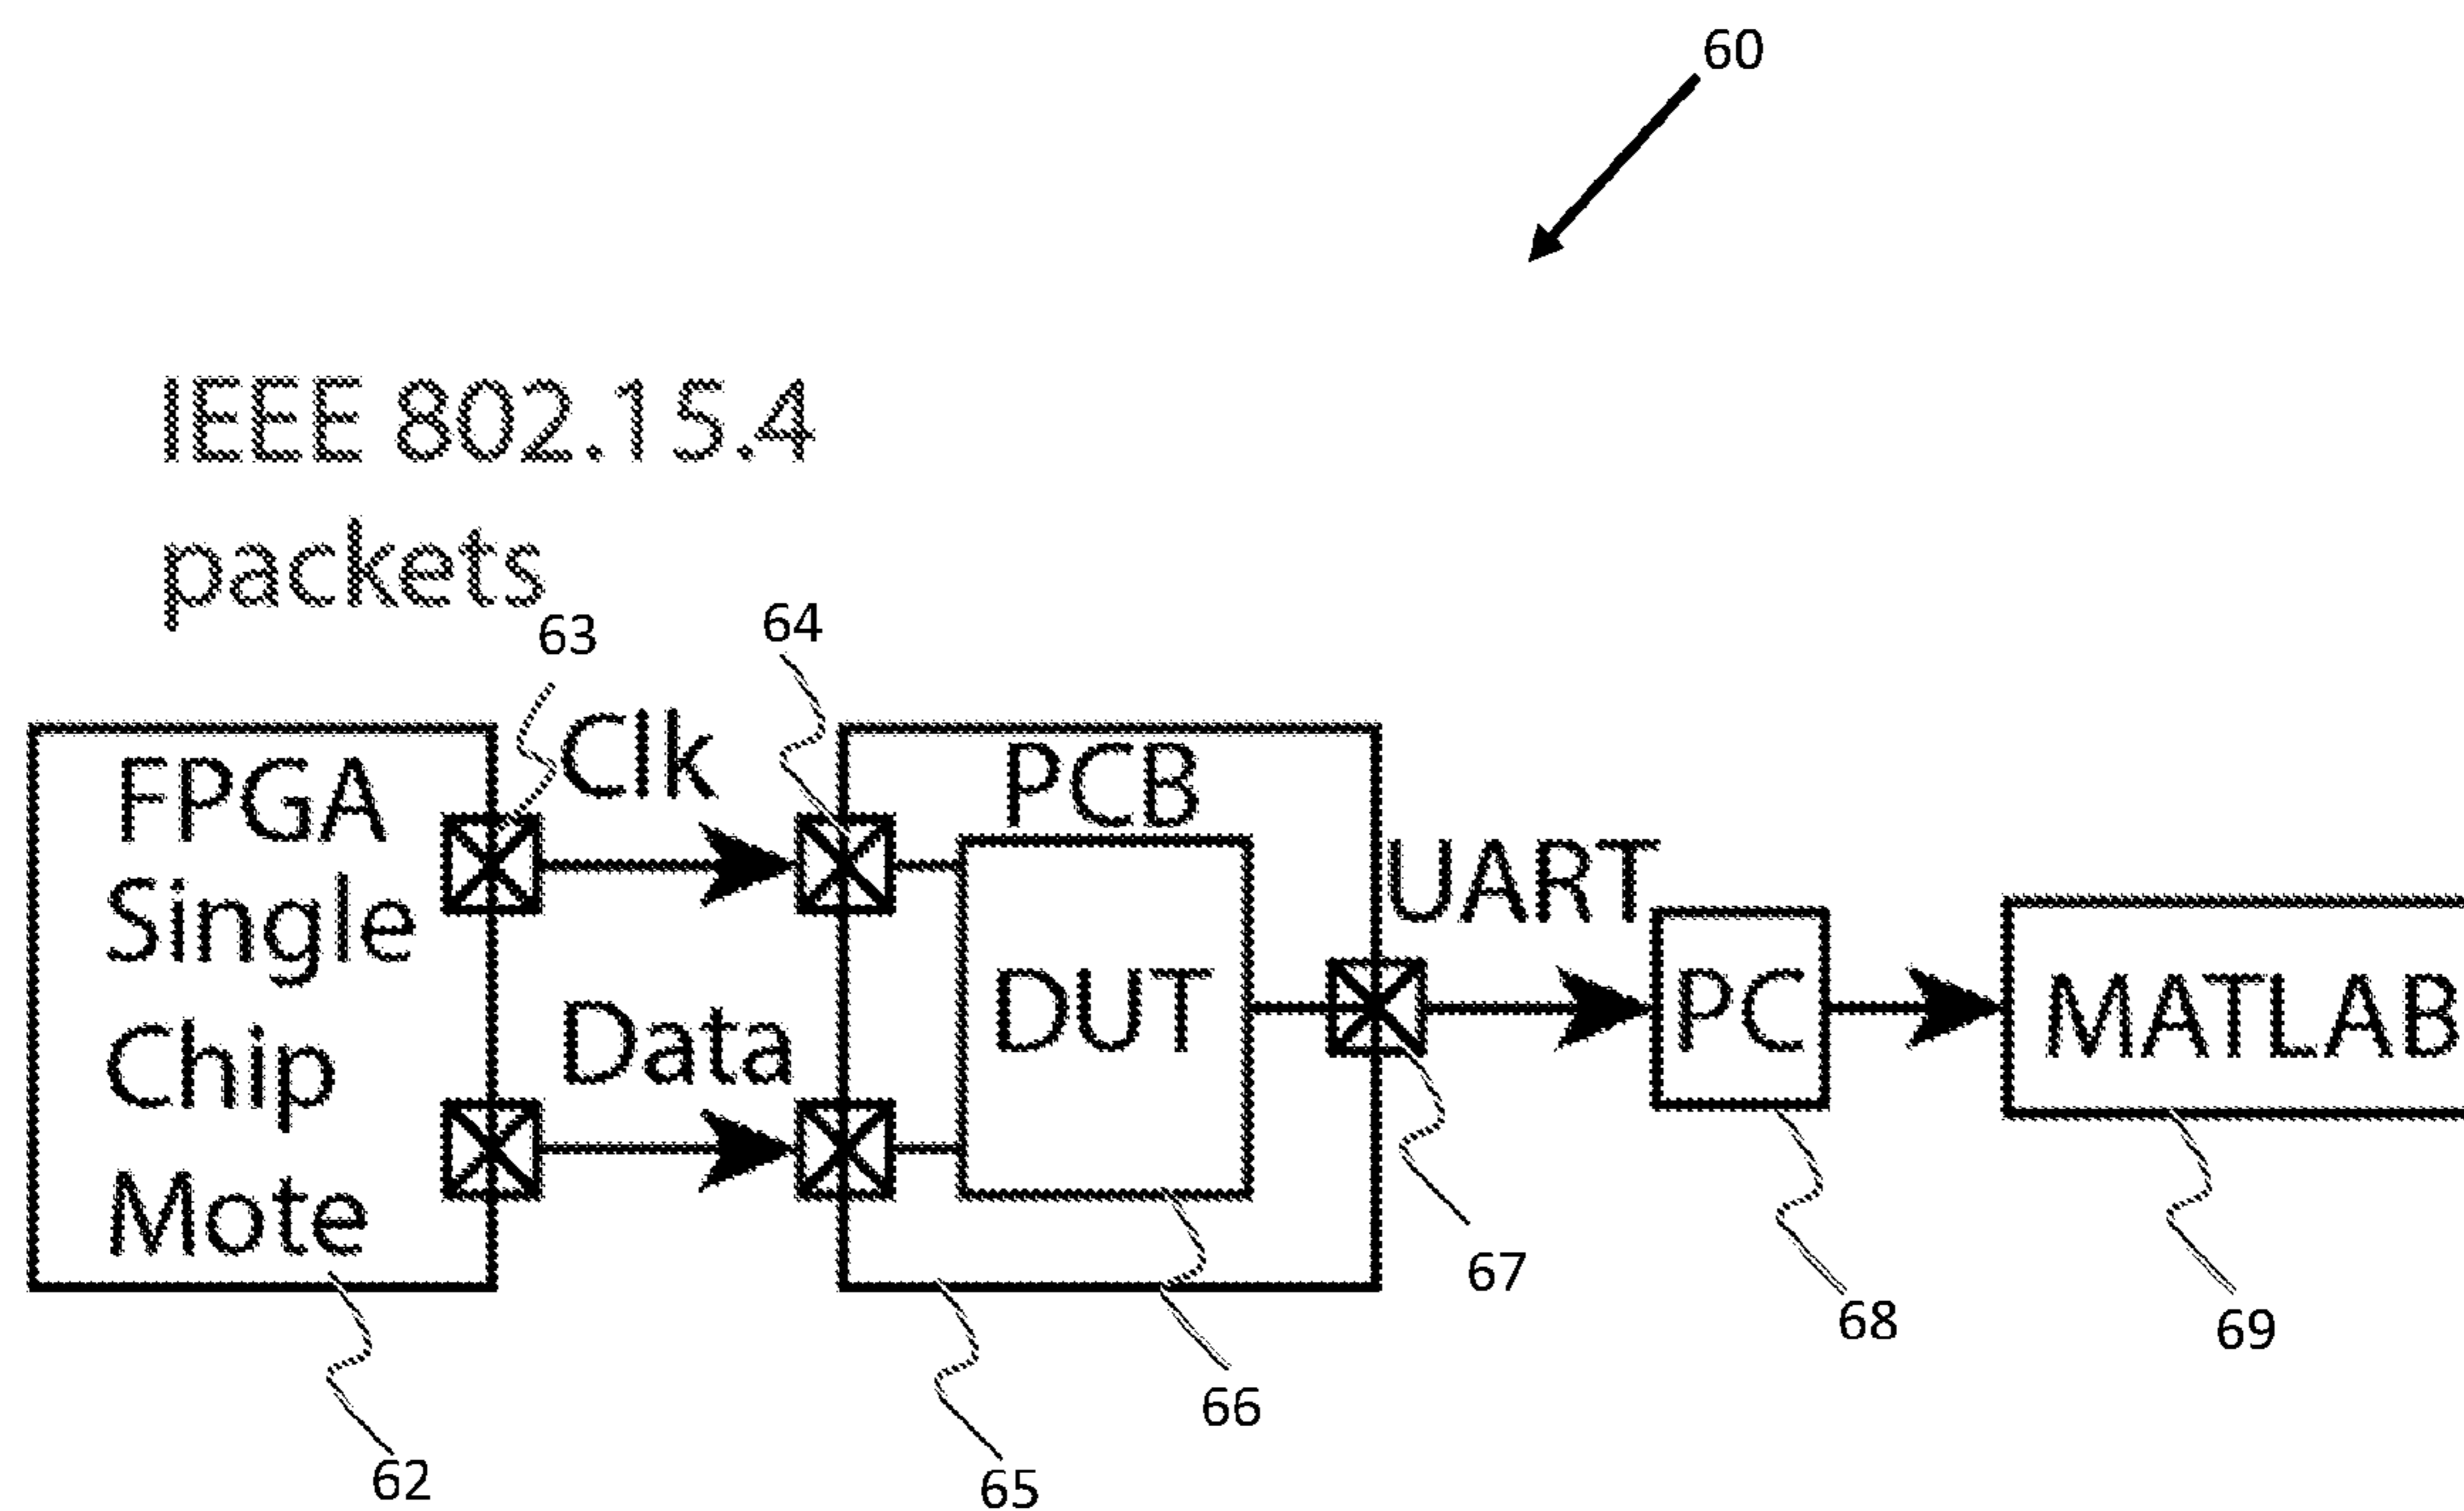 60
IEEE 802.15.4
packets
63
64
Clk
Data
FPGA
Single
Chip
Mote
PCB
DUT
UART
PC
MATLAB
62
65
66
67
68
69